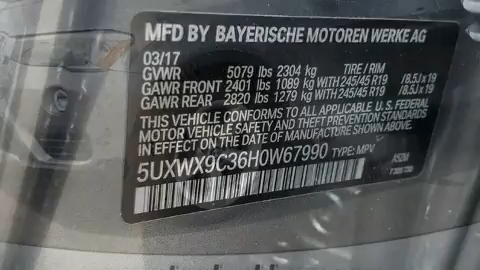 MFD BY BAYERISCHE MOTOREN WERKE AG
03/17
GVWR 5079 lbs 2304 kg TIRE / RIM
GAWR FRONT 2401 lbs 1089 kg WITH 245/45 R19 /8.5J x 19
GAWR REAR 2820 lbs 1279 kg WITH 245/45 R19 /8.5J x 19
THIS VEHICLE CONFORMS TO ALL APPLICABLE U.S. FEDERAL
MOTOR VEHICLE SAFETY, BUMPER AND THEFT PREVENTION STANDARDS
IN EFFECT ON THE DATE OF MANUFACTURE SHOWN ABOVE.
5UXWX9C36H0W67990 TYPE: MPV